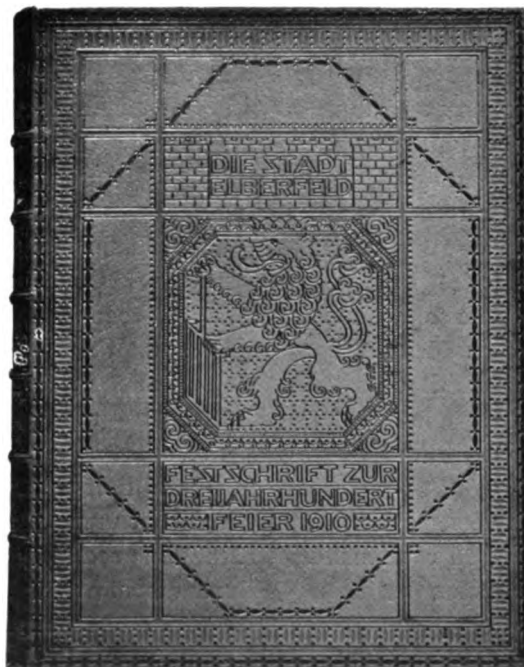 DIE STADT
ELBERFELD
FESTSCHRIFT ZUR
DREIJAHRHUNDERT
FEIER 1910